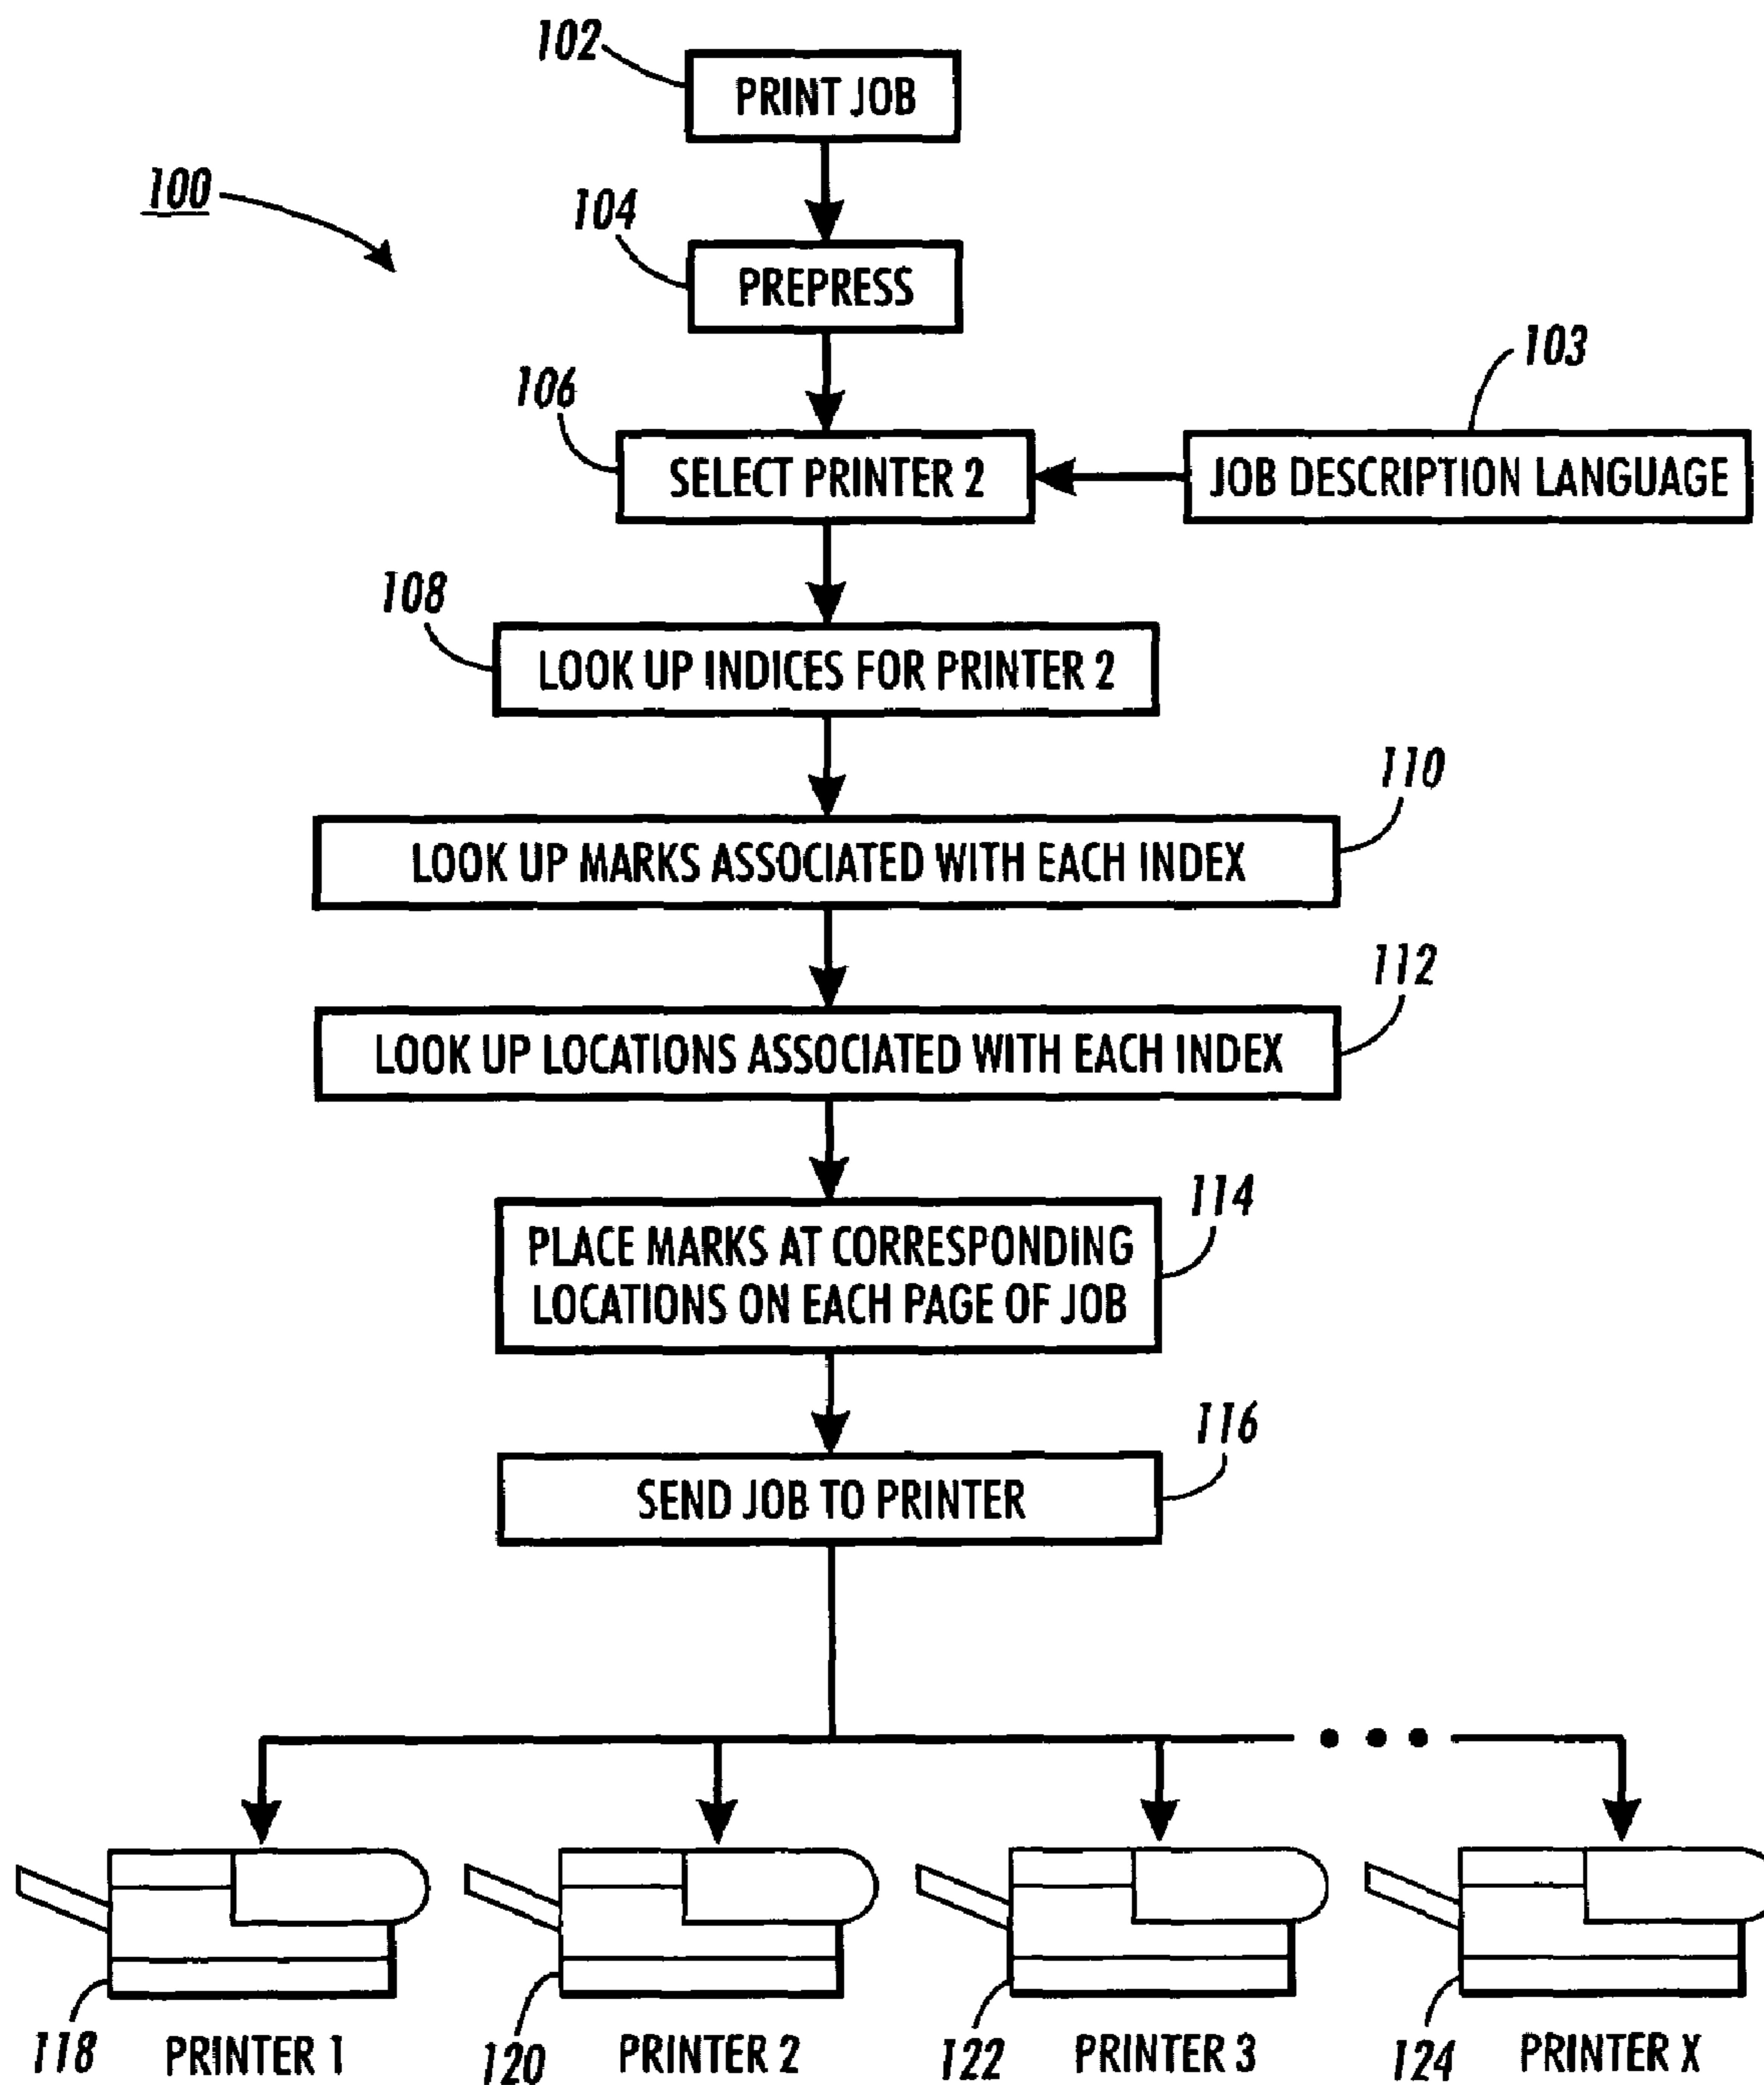 102
PRINT JOB
100
104
PREPRESS
103
106
SELECT PRINTER 2
JOB DESCRIPTION LANGUAGE
108
LOOK UP INDICES FOR PRINTER 2
110
LOOK UP MARKS ASSOCIATED WITH EACH INDEX
112
LOOK UP LOCATIONS ASSOCIATED WITH EACH INDEX
114
PLACE MARKS AT CORRESPONDING
LOCATIONS ON EACH PAGE OF JOB
116
SEND JOB TO PRINTER
118
PRINTER 1
120
PRINTER 2
122
PRINTER 3
124
PRINTER X